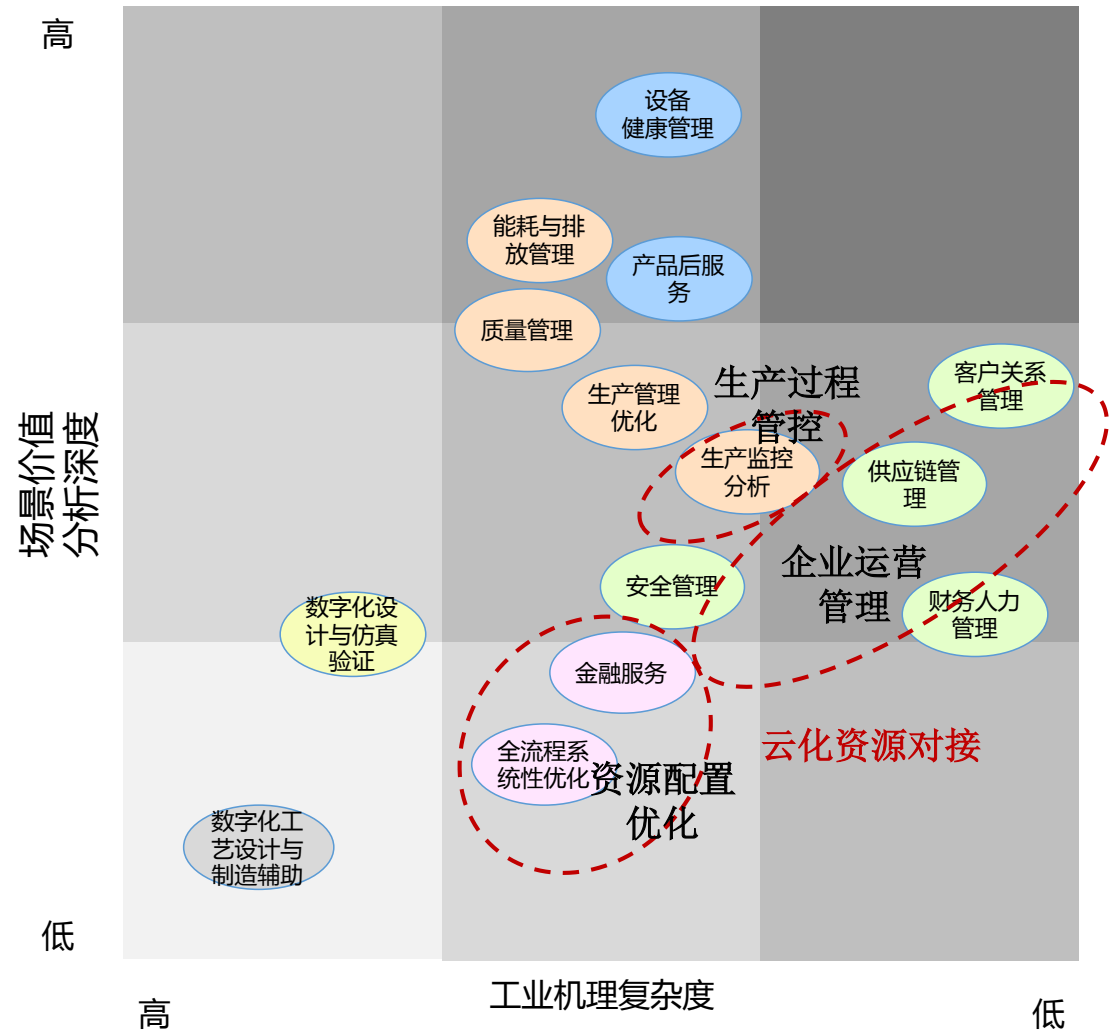 高
设备
健康管理
能耗与排
放管理
产品后服
务
质量管理
生产管理
优化
生产过程
管控
客户关系
管理
生产监控
分析
供应链管
理
场景价值
分析深度
企业运营
管理
安全管理
财务人力
管理
数字化设
计与仿真
验证
金融服务
云化资源对接
全流程系
统性优化
资源配置
优化
数字化工
艺设计与
制造辅助
低
工业机理复杂度
高
低